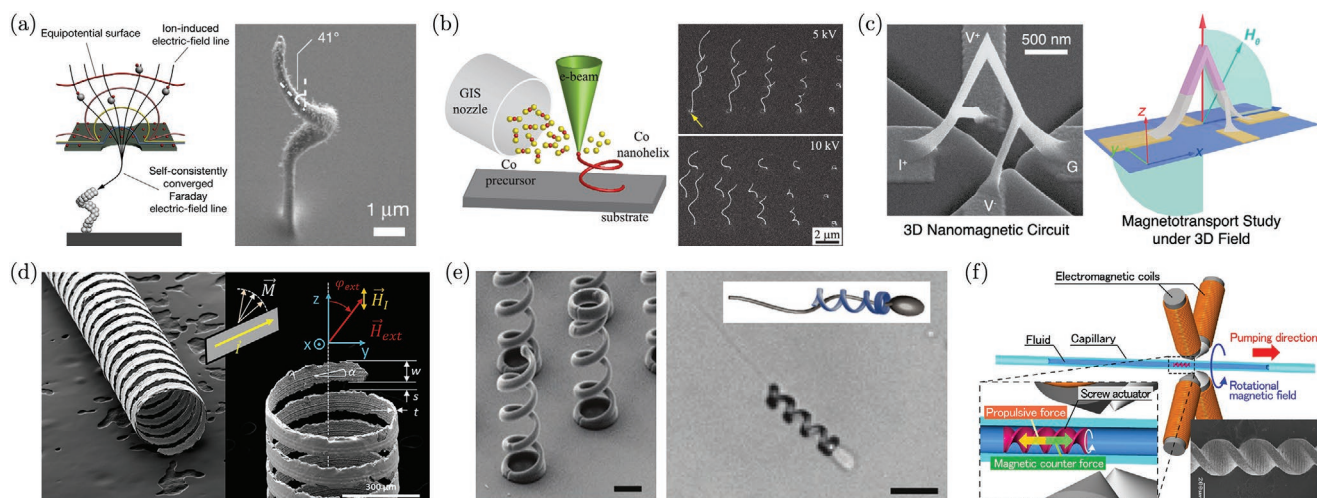 (a)
Equipotential surface
Ion-induced
electric-field line
Self-consistently
converged
Faraday
electric-field line
41°
1 μm
(b)
GIS
nozzle
e-beam
Co
precursor
Co
nanohelix
substrate
5 kV
10 kV
2 μm
(c)
V+
500 nm
I+
G
V-
3D Nanomagnetic Circuit
Hθ
z
y
x
Magnetotransport Study
under 3D Field
(d)
M
i
φext
z
HI
Hext
x
y
α
w
s
t
300 μm
(e)
(f)
Electromagnetic coils
Fluid
Capillary
Pumping direction
Rotational
magnetic field
Screw actuator
Propulsive force
Magnetic counter force